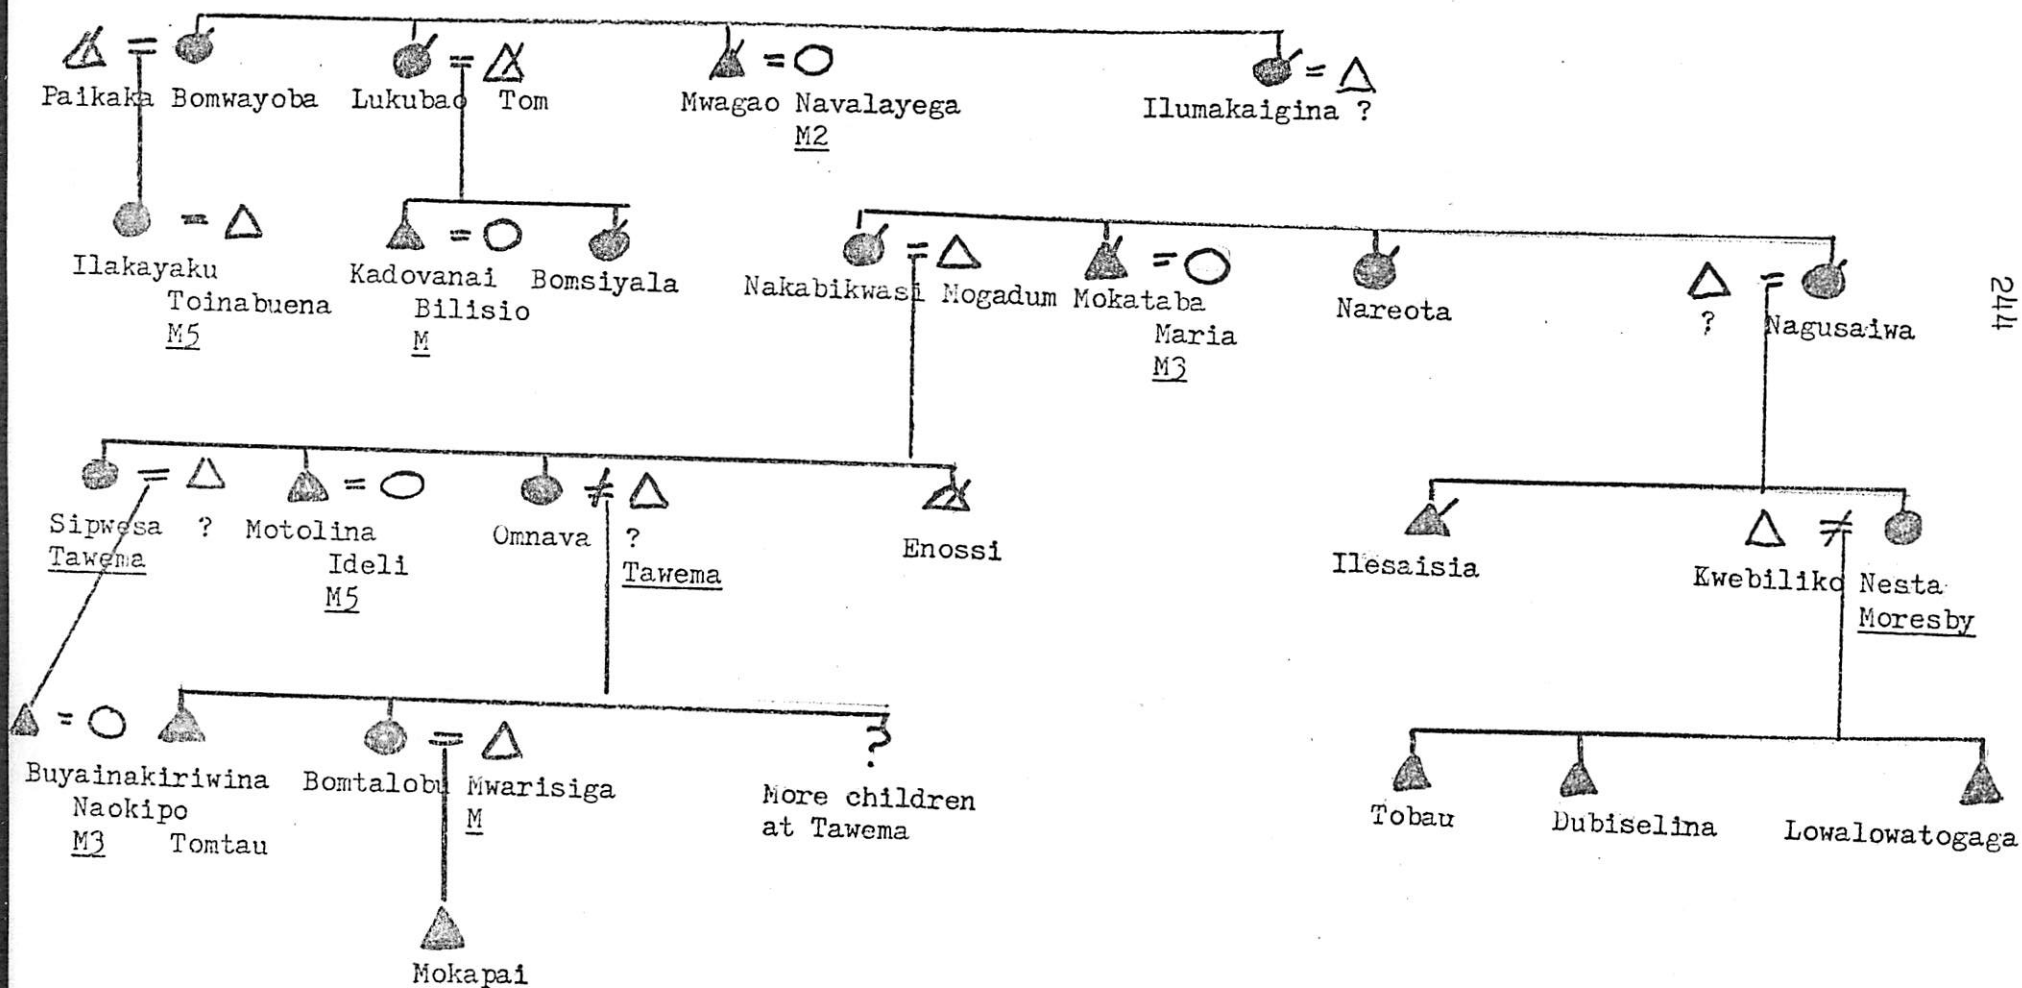 Paikaka Bomwayoba Lukubao Tom Mwagao Navalayega Ilumakaigina ?
M2
Ilakayaku Kadovanai Bomsiyala Nakabikwasi Mogadum Mokataba Nareota ? Nagusaiwa
Toinabuena Bilisio Maria
M5 M M3
244
Sipwesa ? Motolina Omnava ? Enossi Ilesaisia Kwebiliko Nesta
Tawema Ideli Tawema Moresby
M5
?
Buyainakiriwina Bomtalobu Mwarisiga More children Tobau Dubiselina Lowalowatogaga
Naokipo M at Tawema
M3 Tomtau
Mokapai